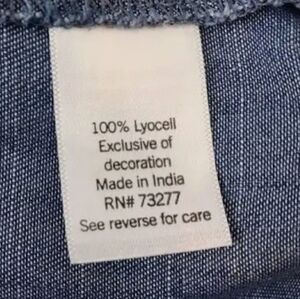 100% Lyocell
Exclusive of
decoration
Made in India
RN# 73277
See reverse for care